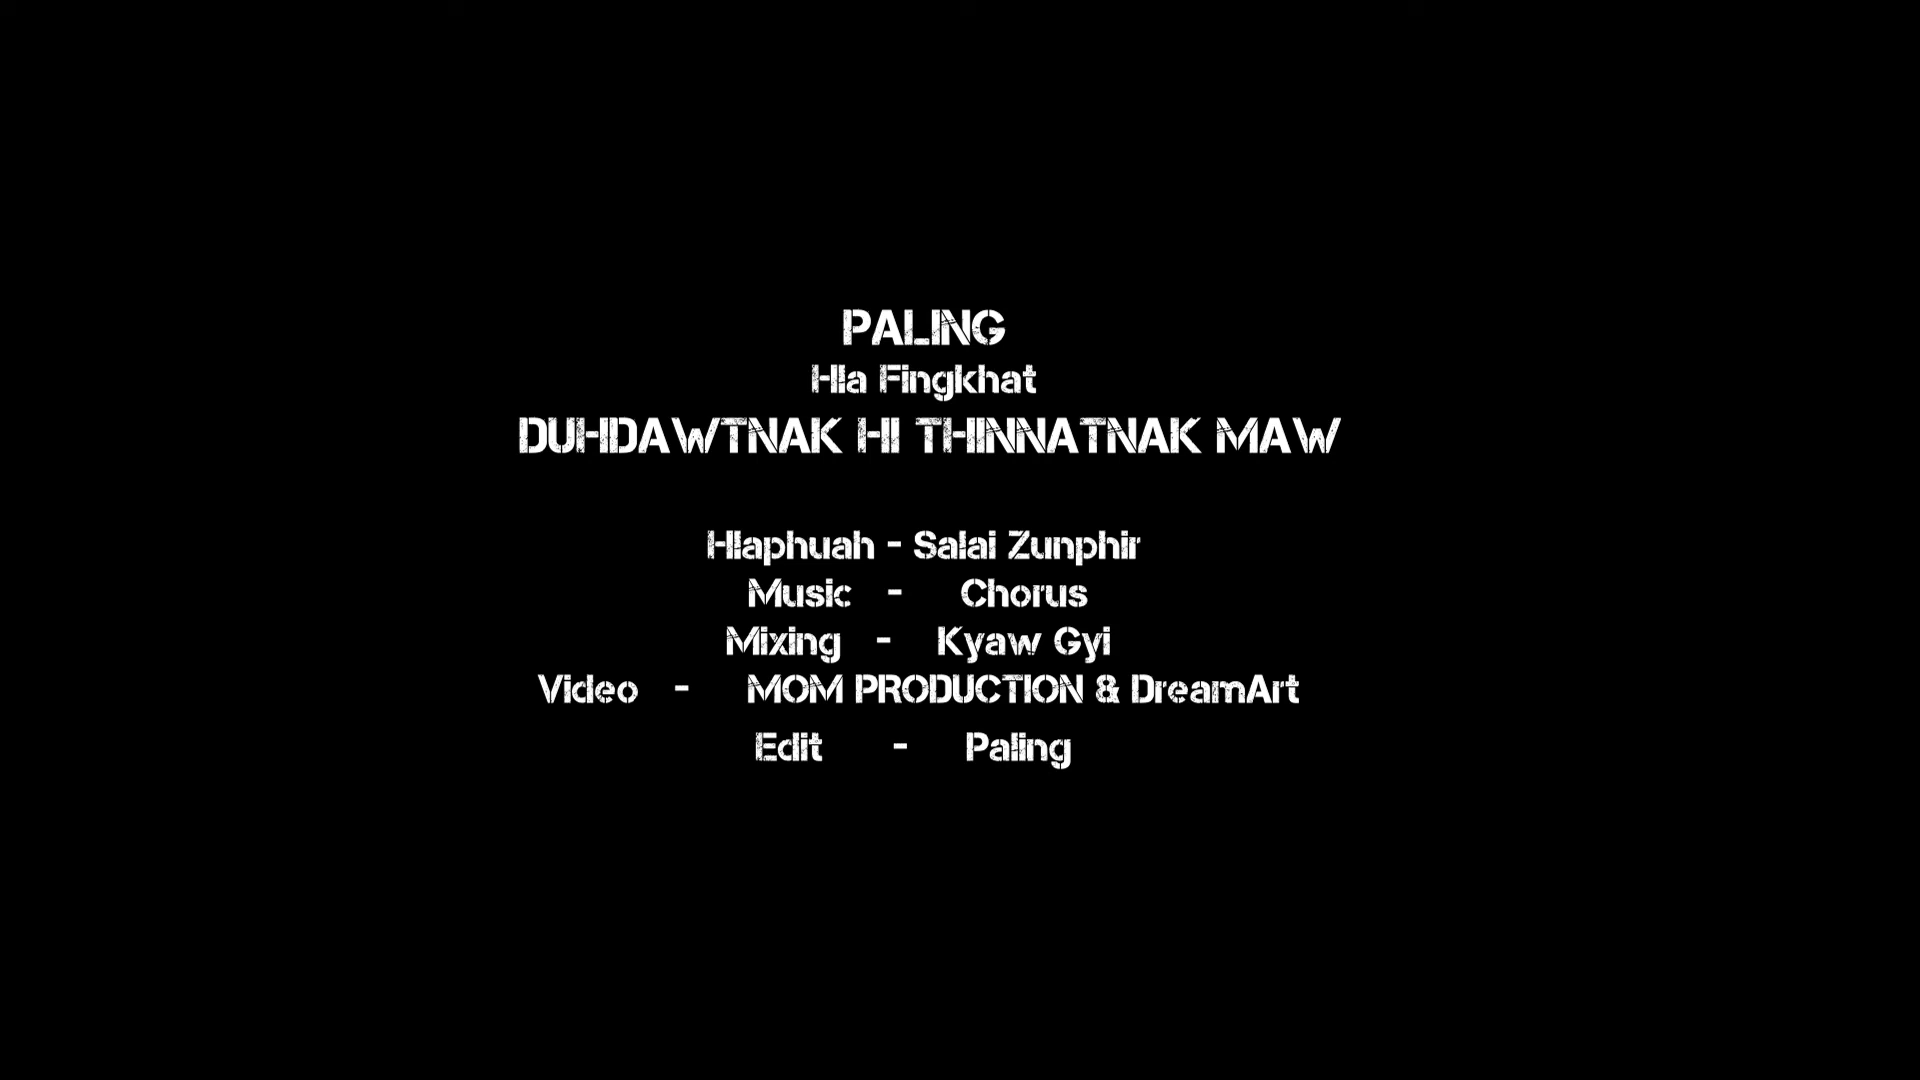 PALING
Hla Fingkhat
DUHDAWTNAK HI THINNATNAK MAW
Hlaphuah - Salai Zunphir
Music - Chorus
Mixing - Kyaw Gyi
Video - MOM PRODUCTION & DreamArt
Edit - Paling